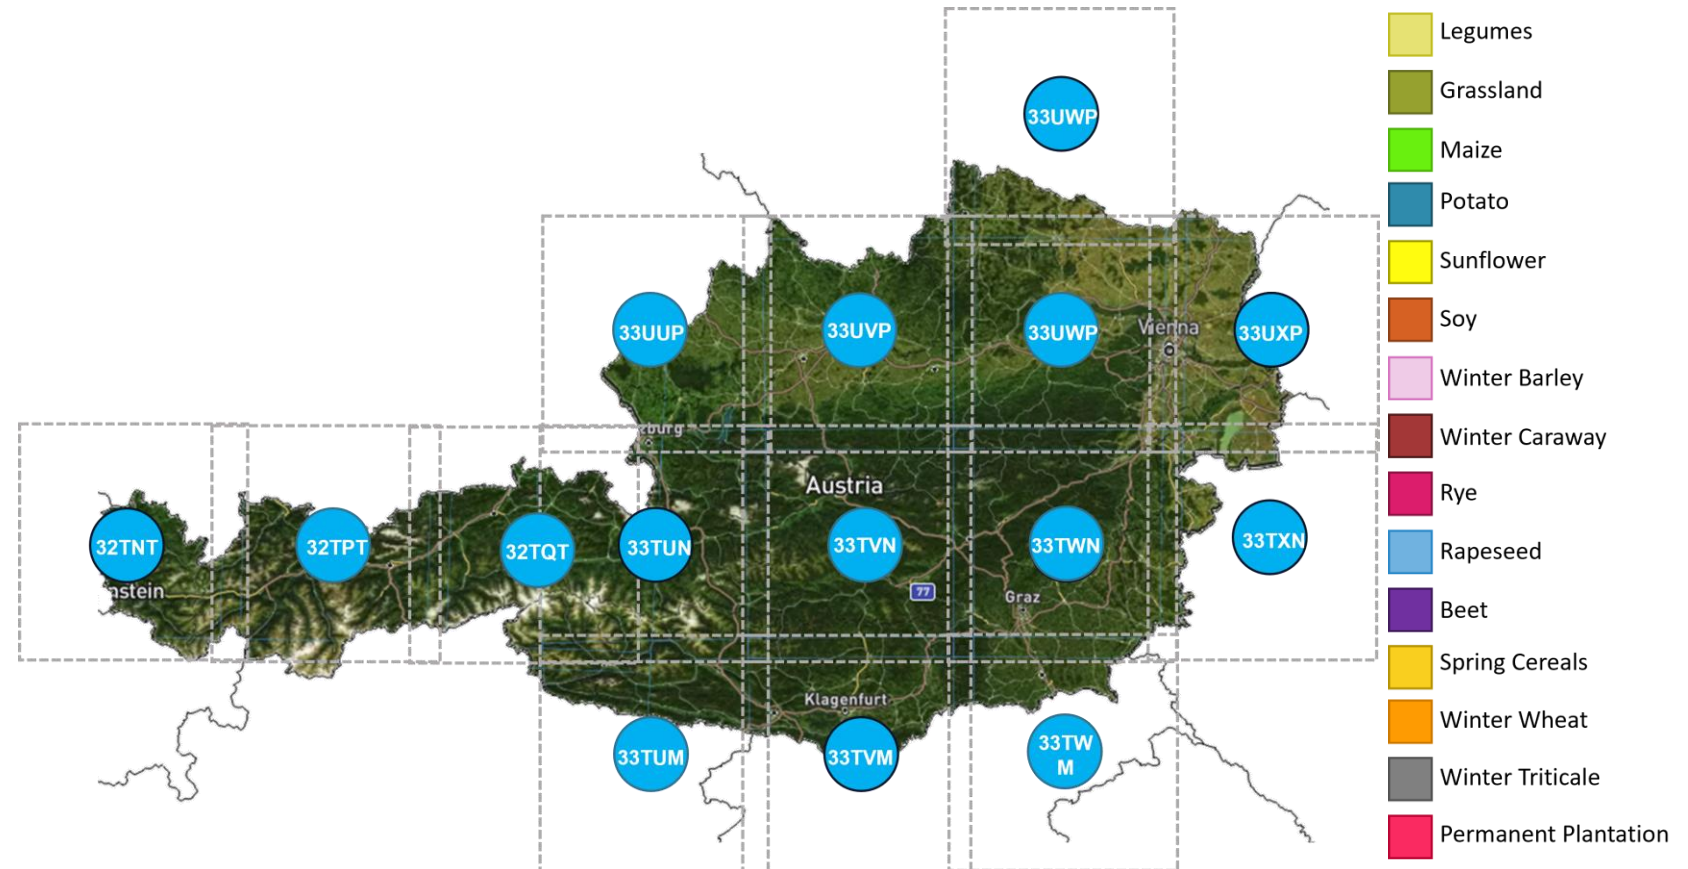 33UWP
33UUP
33UVP
33UWP
Vienna
33UXP
zburg
Austria
32TNT
32TPT
32TQT
33TUN
33TVN
33TWN
33TXN
nstein
77
Graz
Klagenfurt
33TUM
33TVM
33TW
M
Legumes
Grassland
Maize
Potato
Sunflower
Soy
Winter Barley
Winter Caraway
Rye
Rapeseed
Beet
Spring Cereals
Winter Wheat
Winter Triticale
Permanent Plantation